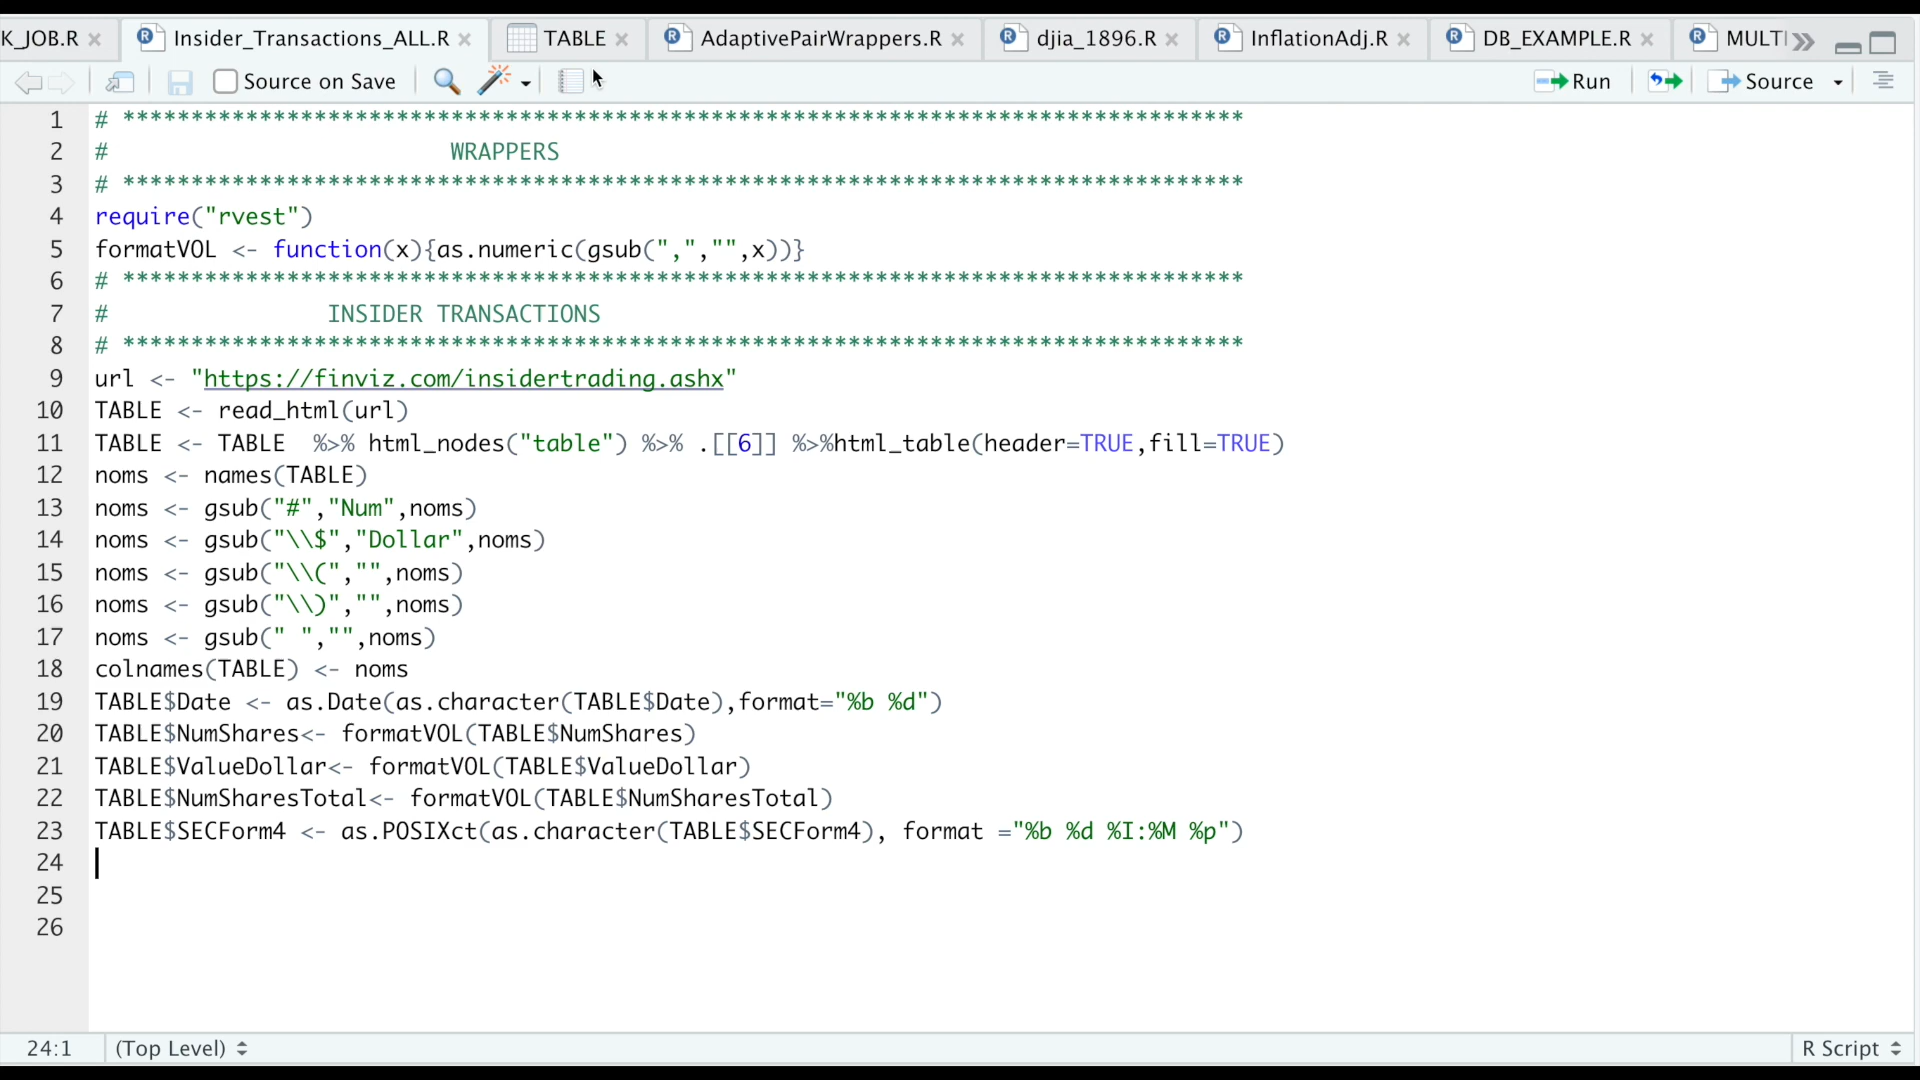 K_JOB.R Insider_Transactions_ALL.R TABLE AdaptivePairWrappers.R djia_1896.R InflationAdj.R DB_EXAMPLE.R MULTI
Source on Save Run Source
1 # **********************************************************************************
2 # WRAPPERS
3 # **********************************************************************************
4 require("rvest")
5 formatVOL <- function(x){as.numeric(gsub(",","",x))}
6 # **********************************************************************************
7 # INSIDER TRANSACTIONS
8 # **********************************************************************************
9 url <- "https://finviz.com/insidertrading.ashx"
10 TABLE <- read_html(url)
11 TABLE <- TABLE  %>% html_nodes("table") %>% .[[6]] %>%html_table(header=TRUE,fill=TRUE)
12 noms <- names(TABLE)
13 noms <- gsub("#","Num",noms)
14 noms <- gsub("\\$","Dollar",noms)
15 noms <- gsub("\\(","",noms)
16 noms <- gsub("\\)","",noms)
17 noms <- gsub(" ","",noms)
18 colnames(TABLE) <- noms
19 TABLE$Date <- as.Date(as.character(TABLE$Date),format="%b %d")
20 TABLE$NumShares<- formatVOL(TABLE$NumShares)
21 TABLE$ValueDollar<- formatVOL(TABLE$ValueDollar)
22 TABLE$NumSharesTotal<- formatVOL(TABLE$NumSharesTotal)
23 TABLE$SECForm4 <- as.POSIXct(as.character(TABLE$SECForm4), format ="%b %d %I:%M %p")
24
25
26
24:1 (Top Level) R Script